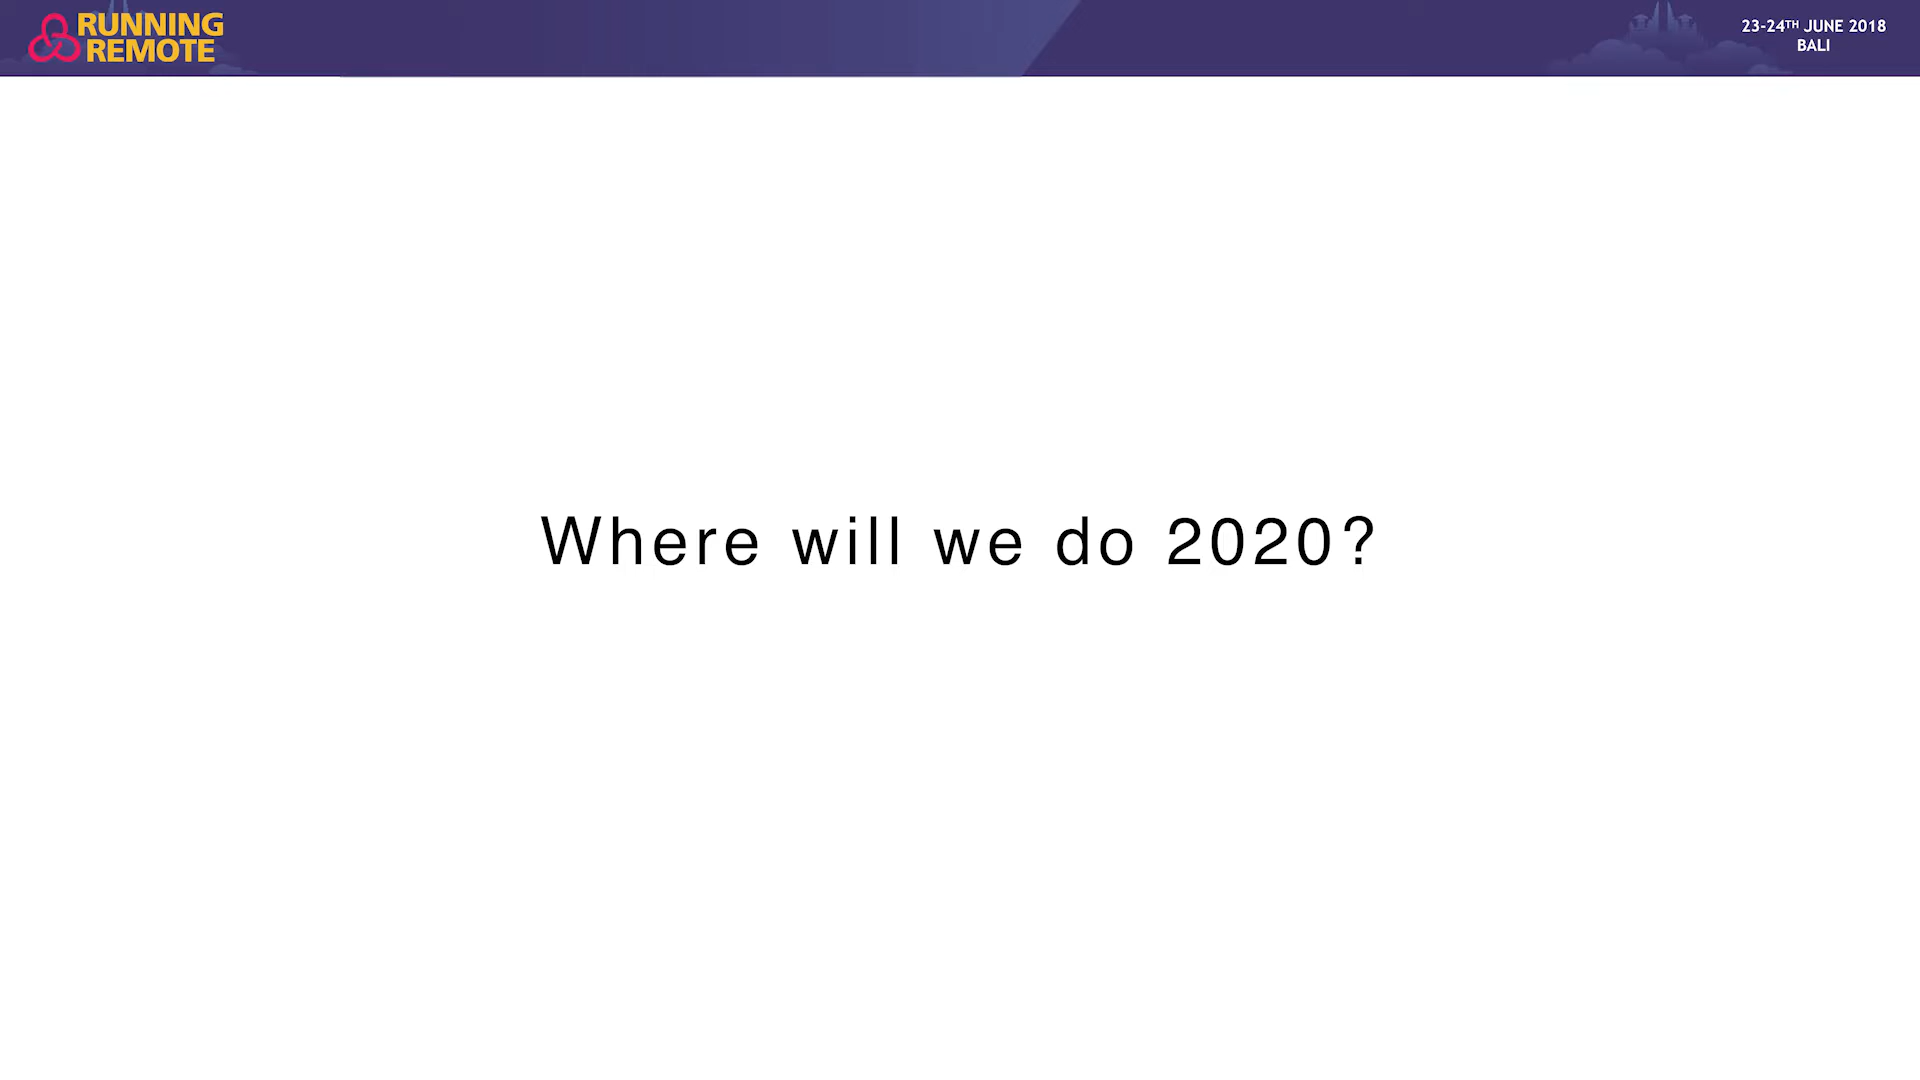 RUNNING
REMOTE
23-24TH JUNE 2018
BALI
Where will we do 2020?